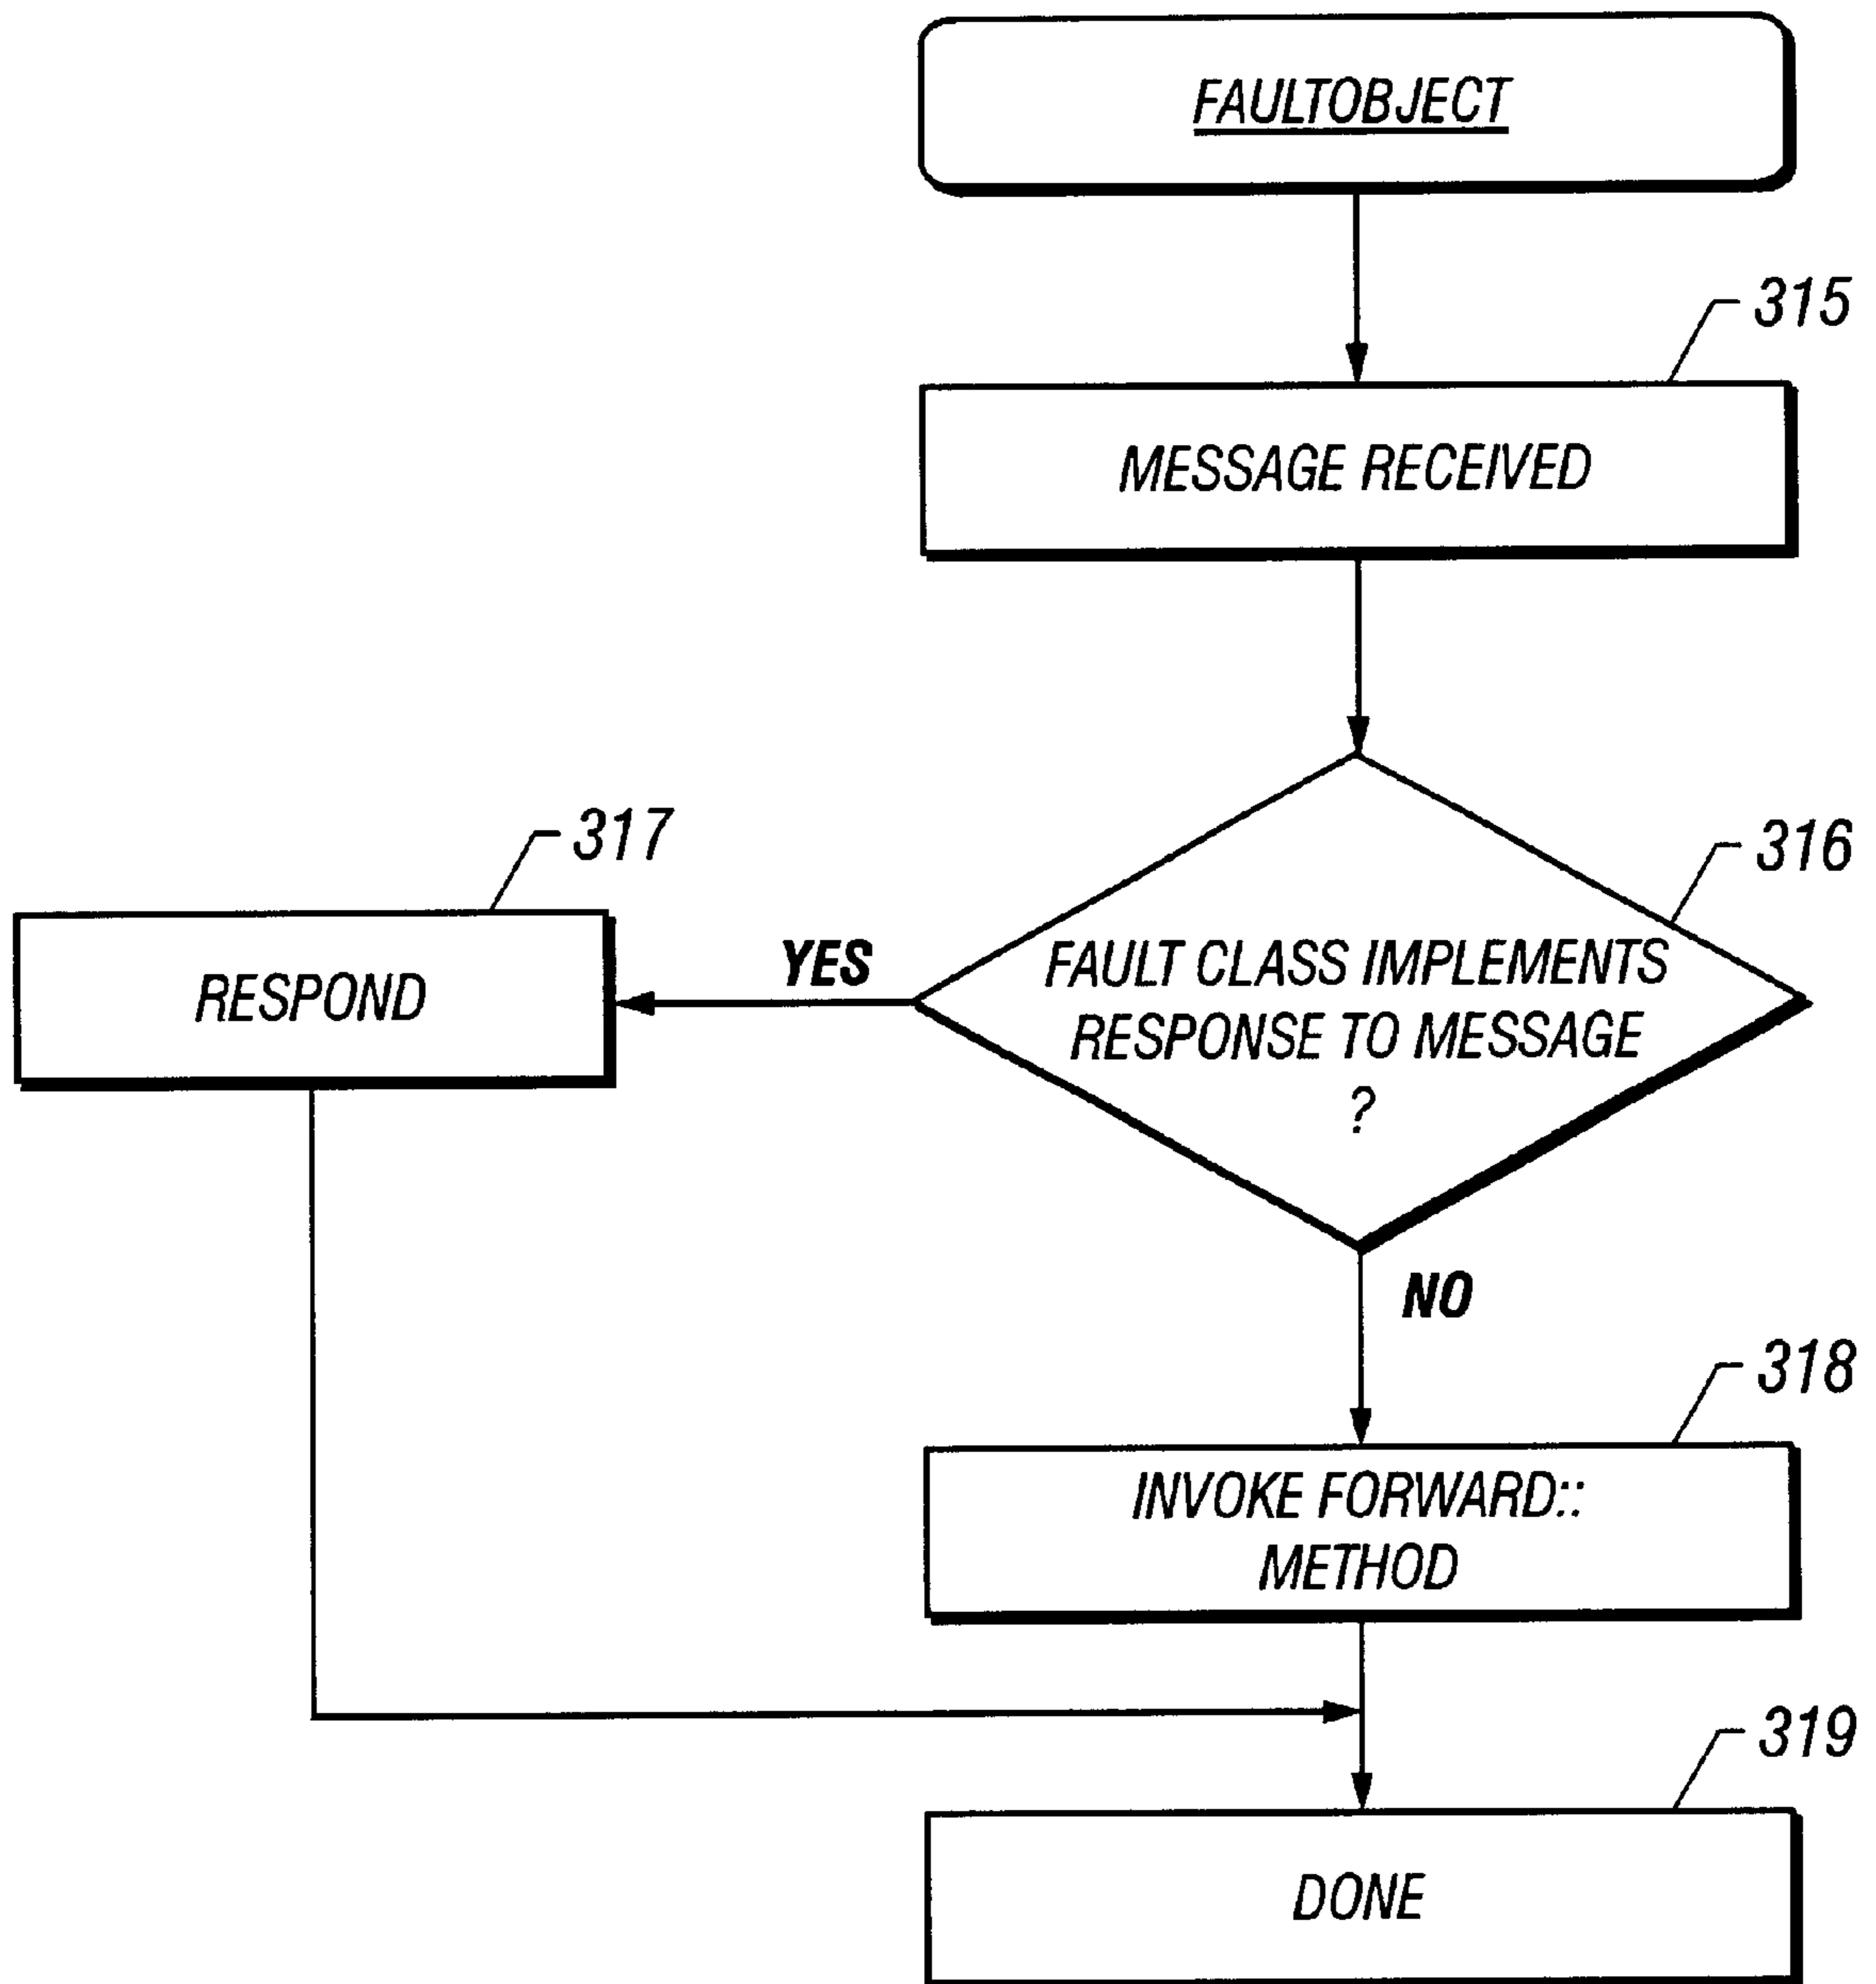 FAULTOBJECT
315
MESSAGE RECEIVED
317
316
RESPOND
YES
FAULT CLASS IMPLEMENTS
RESPONSE TO MESSAGE
?
NO
318
INVOKE FORWARD::
METHOD
319
DONE